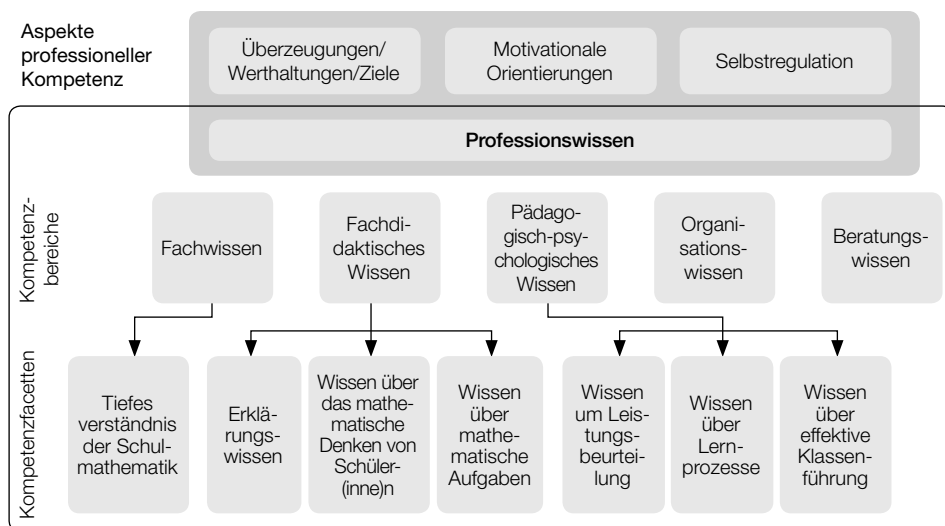 Aspekte
professioneller
Kompetenz
Überzeugungen/
Werthaltungen/Ziele
Motivationale
Orientierungen
Selbstregulation
Professionswissen
Kompetenz-
bereiche
Fachwissen
Fachdi-
daktisches
Wissen
Pädago-
gisch-psy-
chologisches
Wissen
Organi-
sations-
wissen
Beratungs-
wissen
Kompetenzfacetten
Tiefes
verständnis
der Schul-
mathematik
Erklä-
rungs-
wissen
Wissen über
das mathe-
matische
Denken von
Schüler-
(inne)n
Wissen
über
mathe-
matische
Aufgaben
Wissen
um Leis-
tungs-
beurtei-
lung
Wissen
über
Lern-
prozesse
Wissen
über
effektive
Klassen-
führung